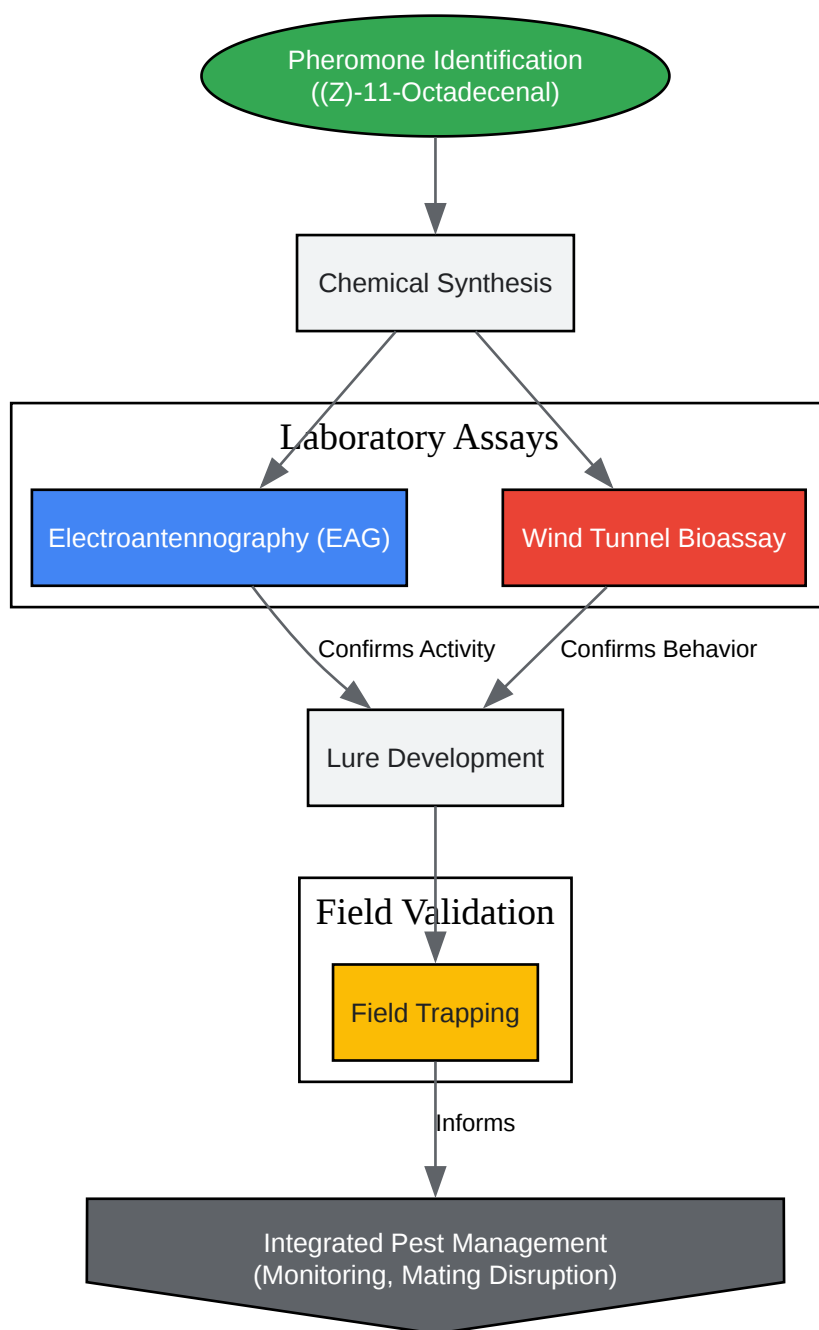 Pheromone Identification
((Z)-11-Octadecenal)
Chemical Synthesis
Laboratory Assays
Electroantennography (EAG)
Wind Tunnel Bioassay
Confirms Activity
Confirms Behavior
Lure Development
Field Validation
Field Trapping
Informs
Integrated Pest Management
(Monitoring, Mating Disruption)